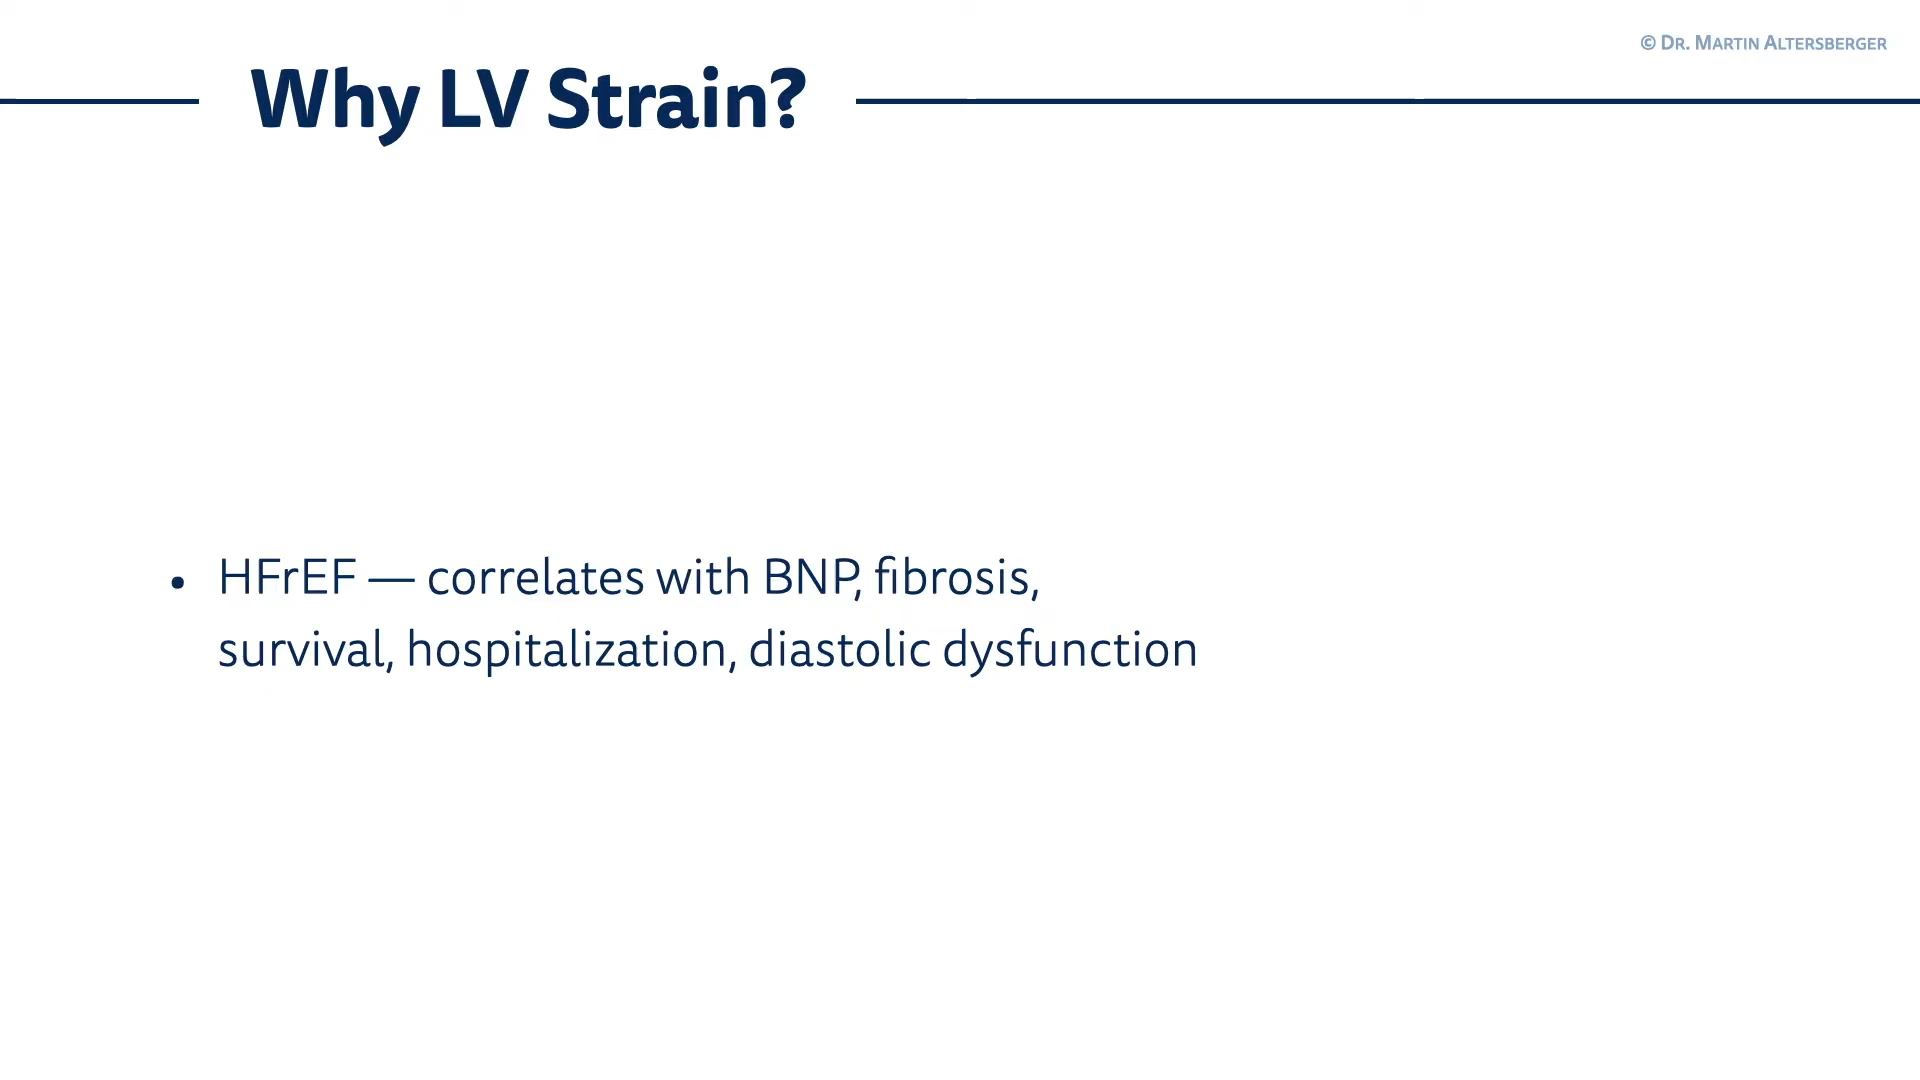 © Dr. Martin Altersberger
Why LV Strain?
• HFrEF — correlates with BNP, fibrosis,
survival, hospitalization, diastolic dysfunction